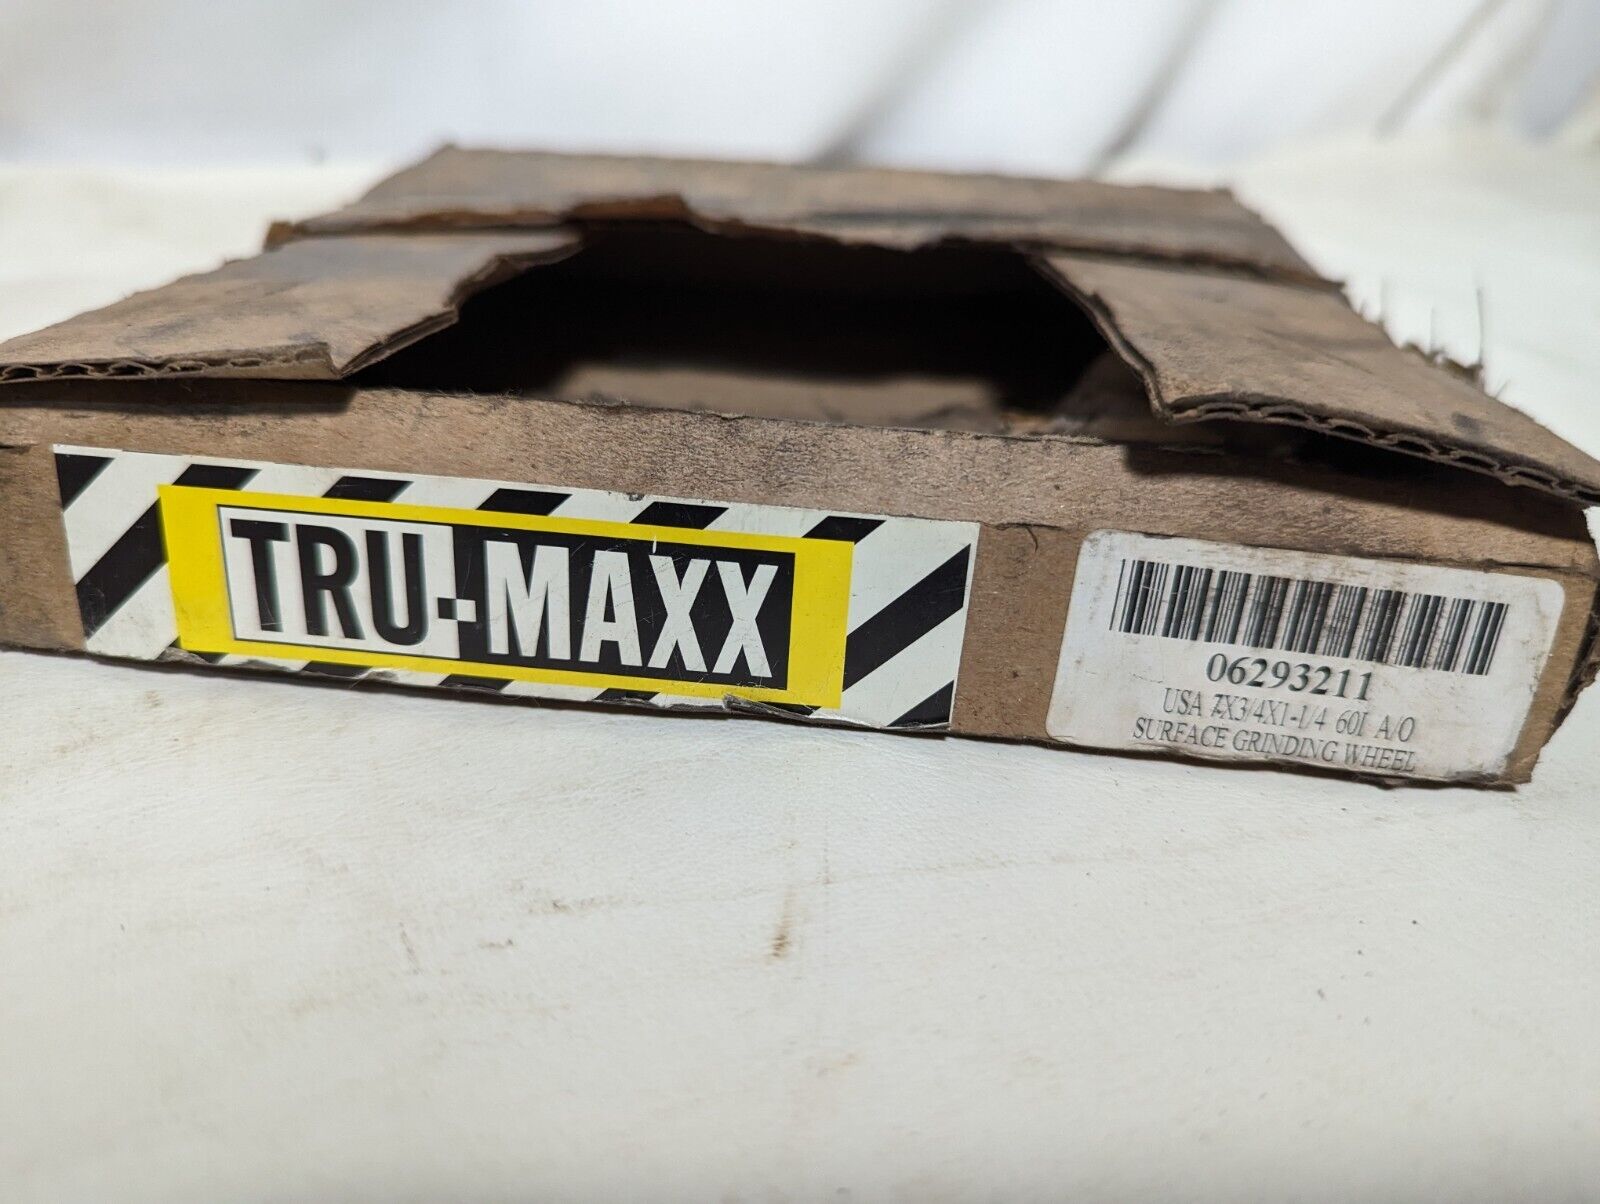 TRU-MAXX
06293211
USA 7X3/4X1-1/4 60I A/O
SURFACE GRINDING WHEEL